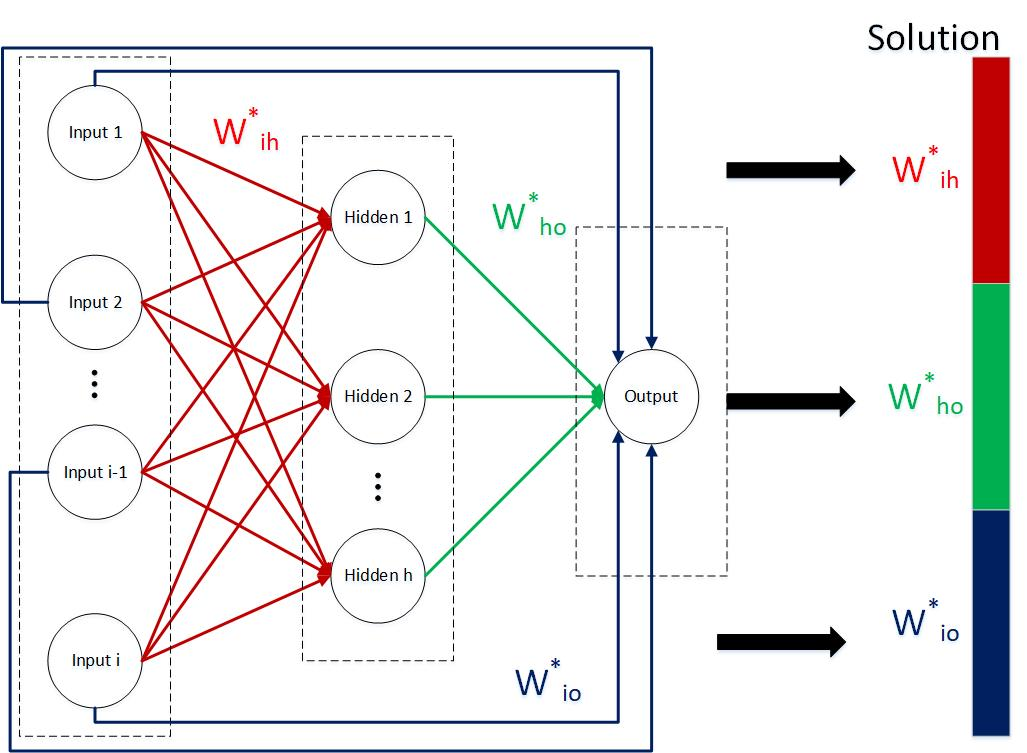 Solution
Input 1
Input 2
Input i-1
Input i
W*ih
Hidden 1
Hidden 2
Hidden h
W*ho
Output
W*io
W*ih
W*ho
W*io